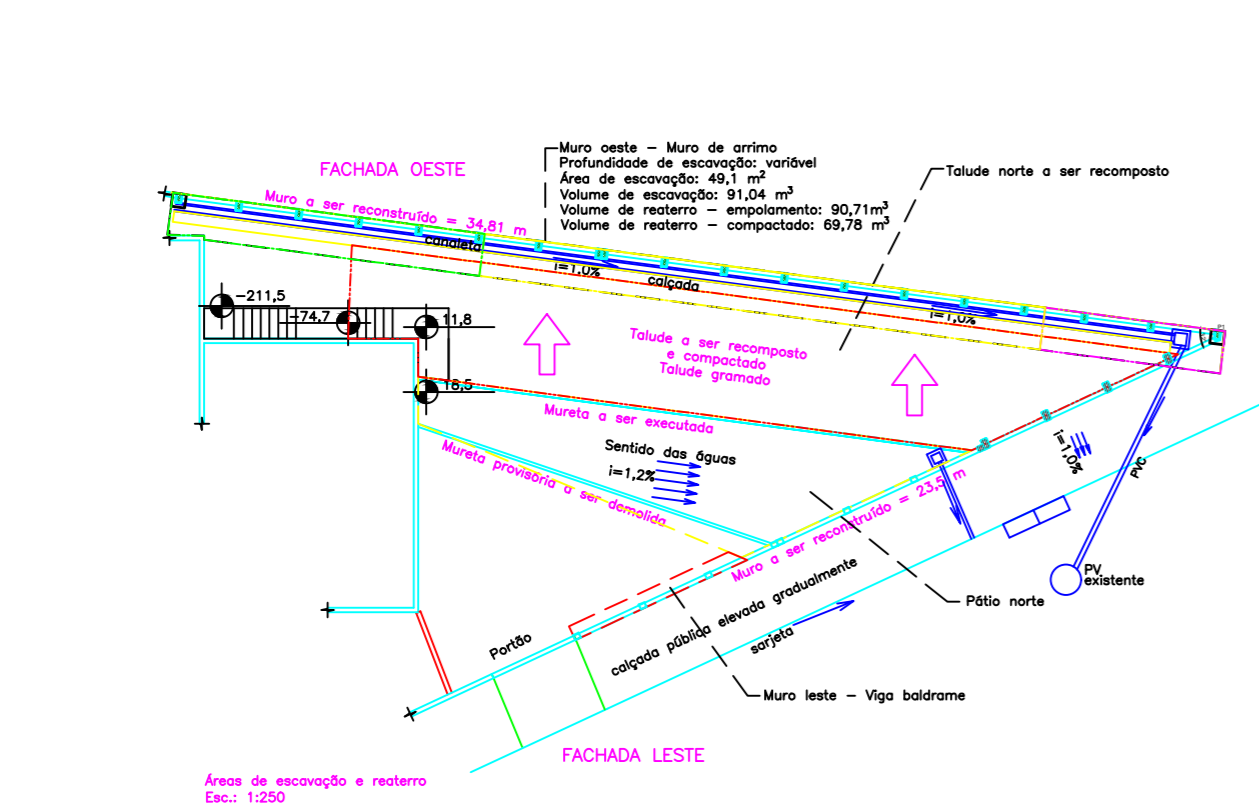 FACHADA OESTE
Muro oeste – Muro de arrimo
Profundidade de escavação: variável
Área de escavação: 49,1 m²
Volume de escavação: 91,04 m³
Volume de reaterro – empolamento: 90,71m³
Volume de reaterro – compactado: 69,78 m³
Talude norte a ser recomposto
Muro a ser reconstruído = 34,81 m
canaleta
i=1.0%
calçada
i=1,0%
P1
-211,5
-74.7
11,8
18,5
Talude a ser recomposto
e compactado
Talude gramado
Mureta a ser executada
Sentido das águas
i=1,2%
Mureta provisória a ser demolida
i=1,0%
PVC
Muro a ser reconstruído = 23,5 m
PV
existente
Pátio norte
calçada pública elevada gradualmente
sarjeta
Portão
Muro leste – Viga baldrame
FACHADA LESTE
Áreas de escavação e reaterro
Esc.: 1:250